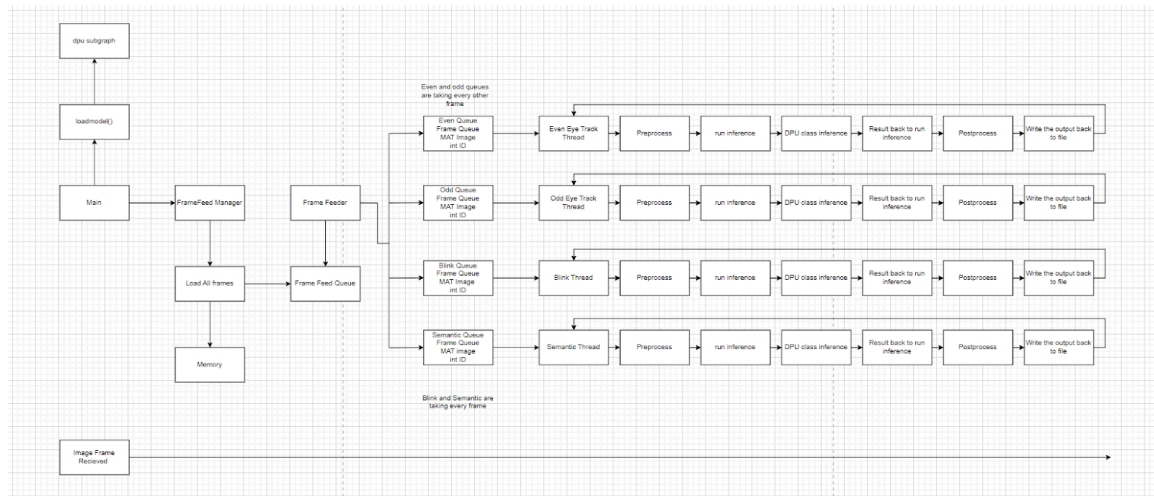 dpu subgraph
loadmodel()
Main
FrameFeed Manager
Frame Feeder
Load All frames
Frame Feed Queue
Memory
Even and odd queues
are taking every other
frame
Even Queue
Frame Queue
MAT Image
int ID
Even Eye Track
Thread
Preprocess
run inference
DPU class inference
Result back to run
inference
Postprocess
Write the output back
to file
Odd Queue
Frame Queue
MAT Image
int ID
Odd Eye Track
Thread
Preprocess
run inference
DPU class inference
Result back to run
inference
Postprocess
Write the output back
to file
Blink Queue
Frame Queue
MAT Image
int ID
Blink Thread
Preprocess
run inference
DPU class inference
Result back to run
inference
Postprocess
Write the output back
to file
Semantic Queue
Frame Queue
MAT image
int ID
Semantic Thread
Preprocess
run inference
DPU class inference
Result back to run
inference
Postprocess
Write the output back
to file
Blink and Semantic are
taking every frame
Image Frame
Recieved